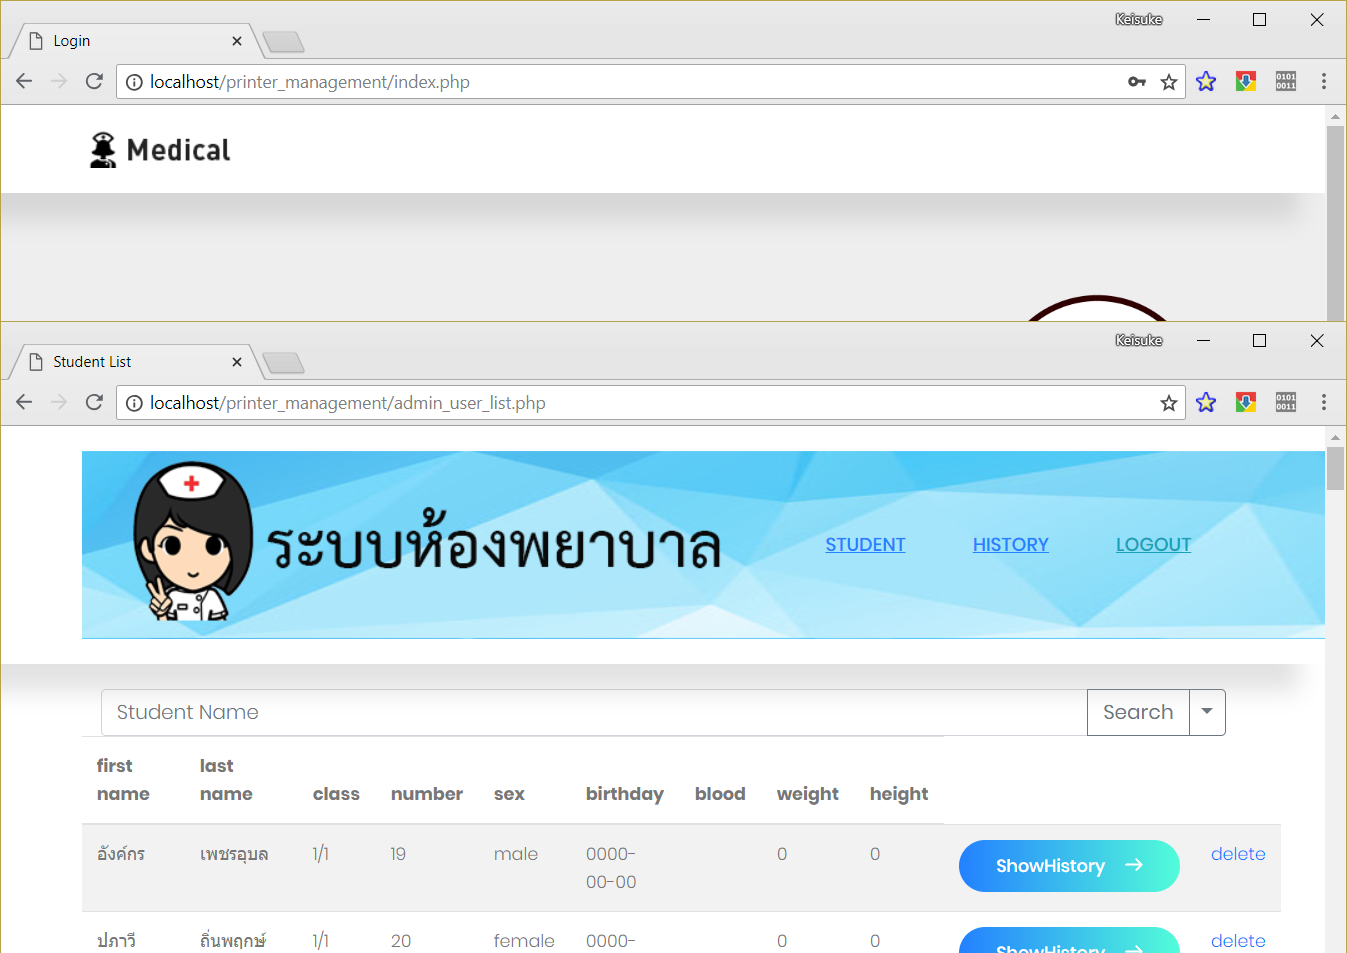 Keisuke
Login
localhost/printer_management/index.php
0101
0011
Medical
Keisuke
Student List
localhost/printer_management/admin_user_list.php
0101
0011
ระบบห้องพยาบาล
STUDENT HISTORY LOGOUT
Student Name Search
first name last name class number sex birthday blood weight height
อังค์กร เพชรอุบล 1/1 19 male 0000-00-00 0 0 ShowHistory → delete
ปภาวี ถิ่นพฤกษ์ 1/1 20 female 0000- 0 0 ShowHistory → delete